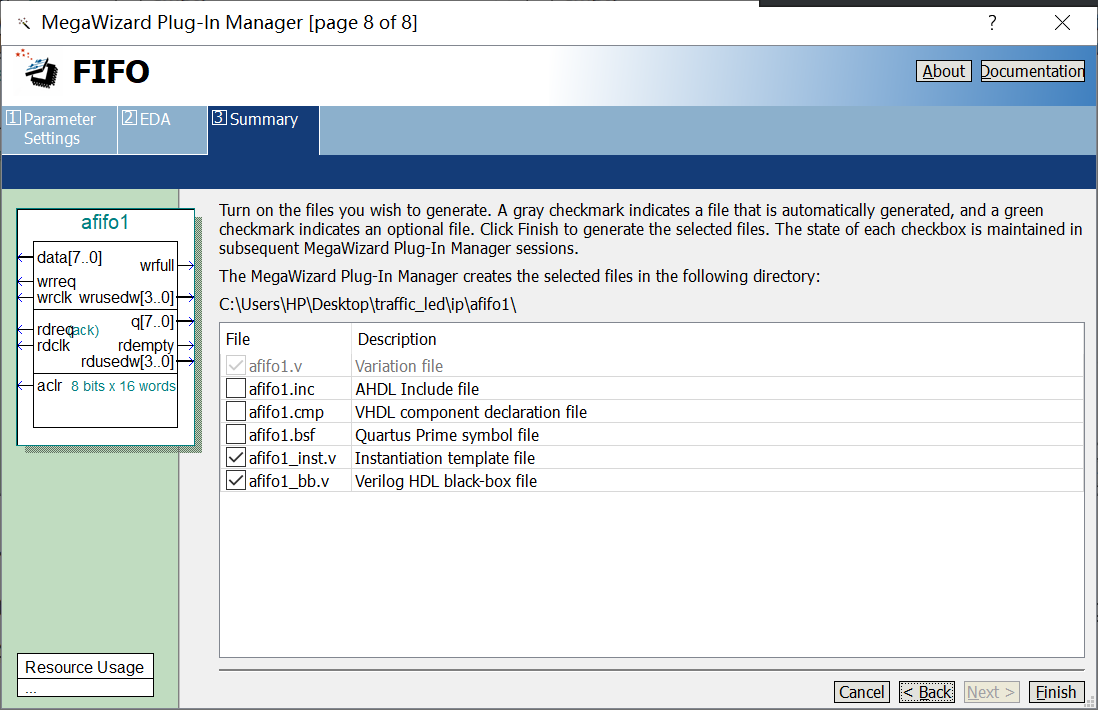 MegaWizard Plug-In Manager [page 8 of 8]
?
FIFO
About
Documentation
1 Parameter Settings
2 EDA
3 Summary
afifo1
data[7..0]
wrfull
wrreq
wrclk
wrusedw[3..0]
q[7..0]
rdreq(ack)
rdclk
rdempty
rdusedw[3..0]
aclr
8 bits x 16 words
Turn on the files you wish to generate. A gray checkmark indicates a file that is automatically generated, and a green
checkmark indicates an optional file. Click Finish to generate the selected files. The state of each checkbox is maintained in
subsequent MegaWizard Plug-In Manager sessions.
The MegaWizard Plug-In Manager creates the selected files in the following directory:
C:\Users\HP\Desktop\traffic_led\ip\afifo1\
File Description
afifo1.v Variation file
afifo1.inc AHDL Include file
afifo1.cmp VHDL component declaration file
afifo1.bsf Quartus Prime symbol file
afifo1_inst.v Instantiation template file
afifo1_bb.v Verilog HDL black-box file
Resource Usage
...
Cancel
< Back
Next >
Finish